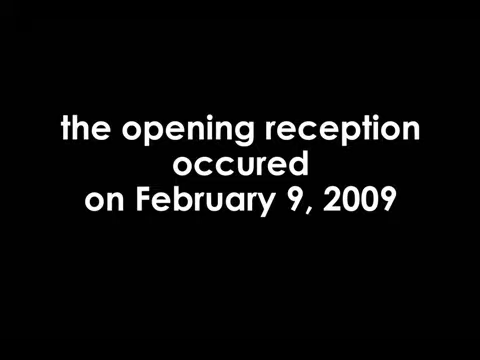 the opening reception
occured
on February 9, 2009